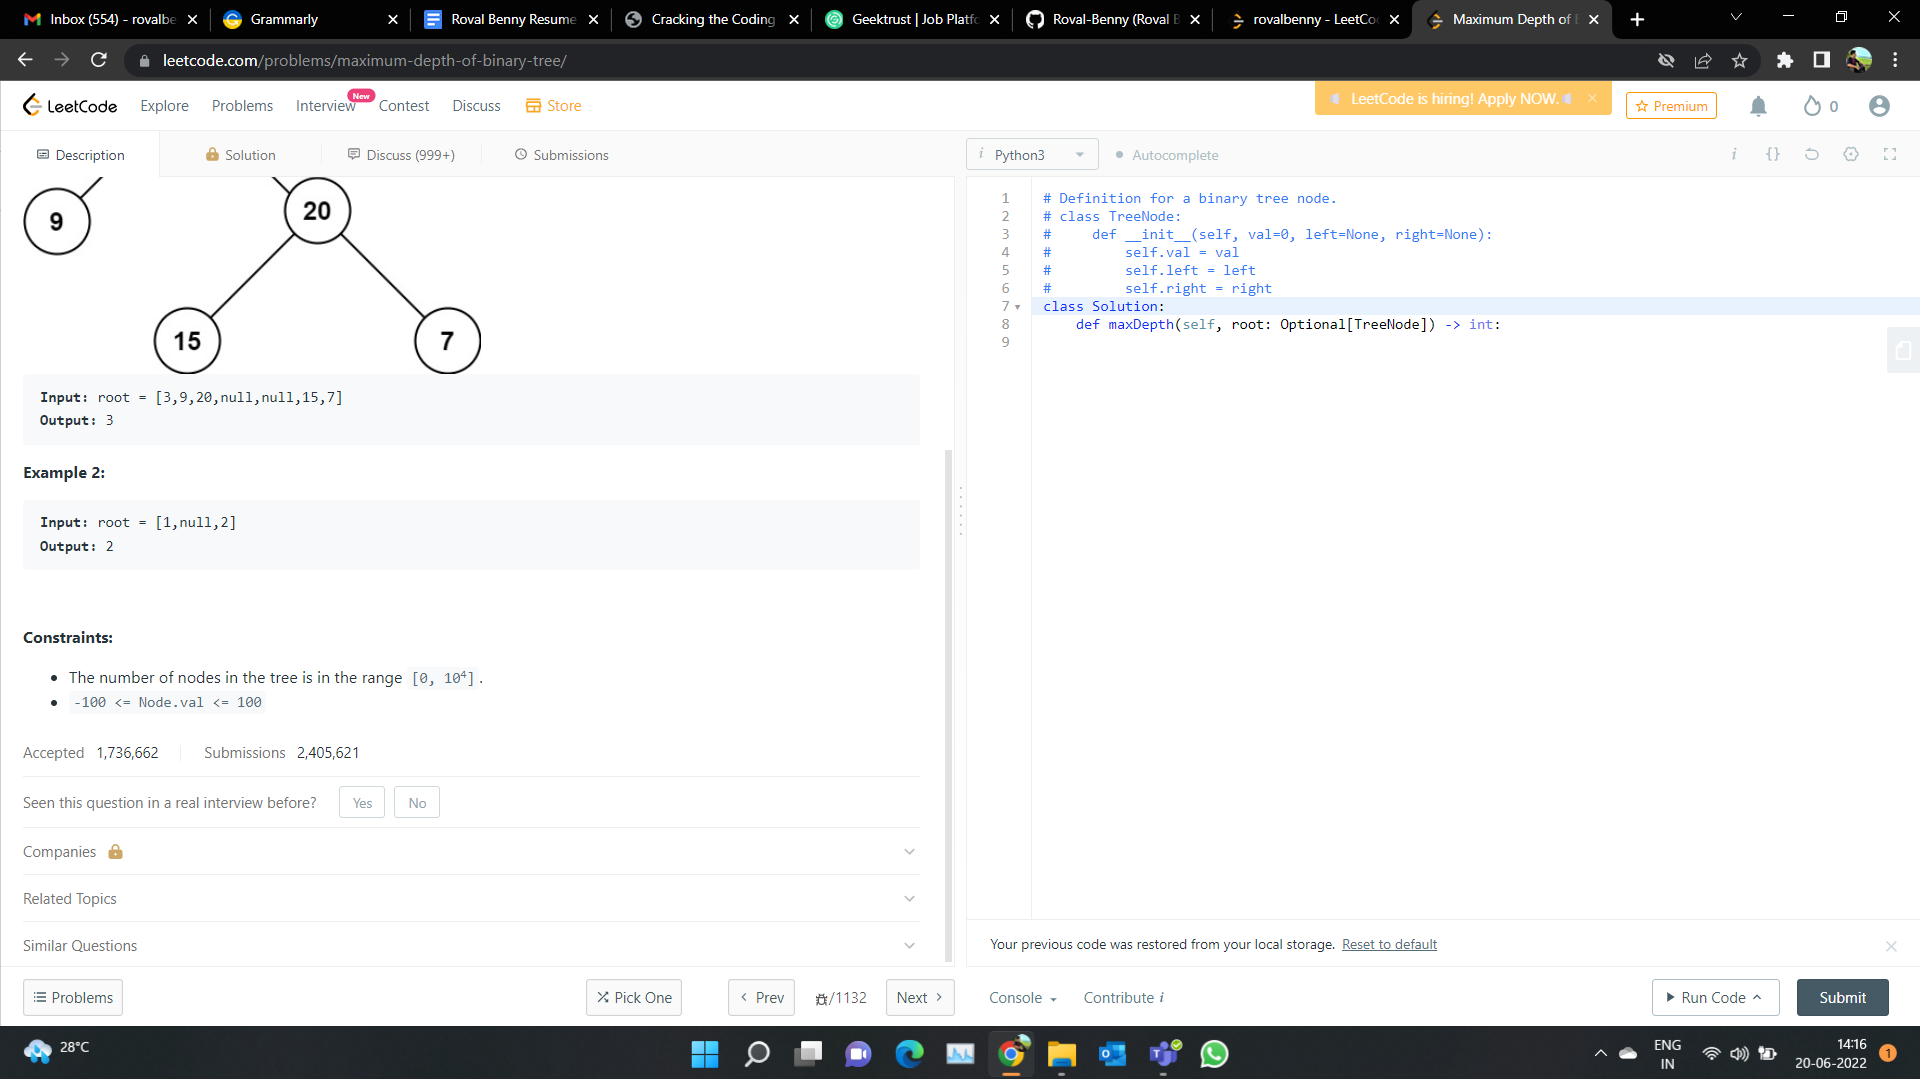 Inbox (554) - rovalbe
Grammarly
Roval Benny Resume
Cracking the Coding
Geektrust | Job Platfo
Roval-Benny (Roval B
rovalbenny - LeetCo
Maximum Depth of B
leetcode.com/problems/maximum-depth-of-binary-tree/
LeetCode
Explore
Problems
Interview
New
Contest
Discuss
Store
LeetCode is hiring! Apply NOW.
Premium
0
Description
Solution
Discuss (999+)
Submissions
i Python3
Autocomplete
i {}
9
20
15
7
Input: root = [3,9,20,null,null,15,7]
Output: 3
Example 2:
Input: root = [1,null,2]
Output: 2
Constraints:
• The number of nodes in the tree is in the range [0, 10⁴].
• -100 <= Node.val <= 100
Accepted 1,736,662
Submissions 2,405,621
Seen this question in a real interview before? Yes No
Companies
Related Topics
Similar Questions
1 # Definition for a binary tree node.
2 # class TreeNode:
3 #     def __init__(self, val=0, left=None, right=None):
4 #         self.val = val
5 #         self.left = left
6 #         self.right = right
7 class Solution:
8     def maxDepth(self, root: Optional[TreeNode]) -> int:
9
Your previous code was restored from your local storage. Reset to default
Problems
Pick One
Prev
/1132
Next
Console
Contribute i
Run Code
Submit
28°C
ENG
IN
14:16
20-06-2022
1